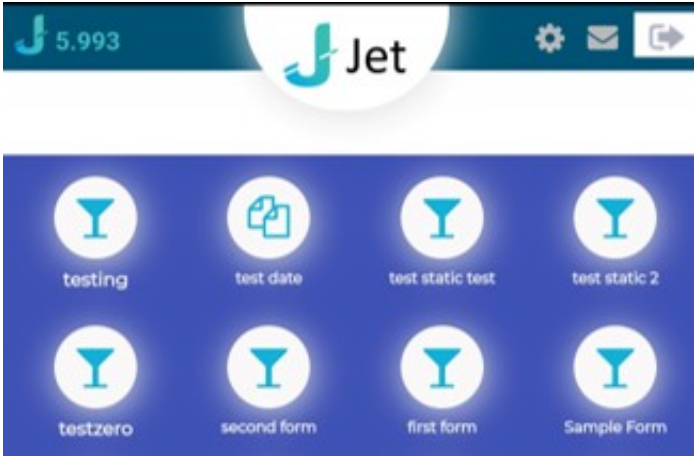 5.993
Jet
testing
test date
test static test
test static 2
testzero
second form
first form
Sample Form